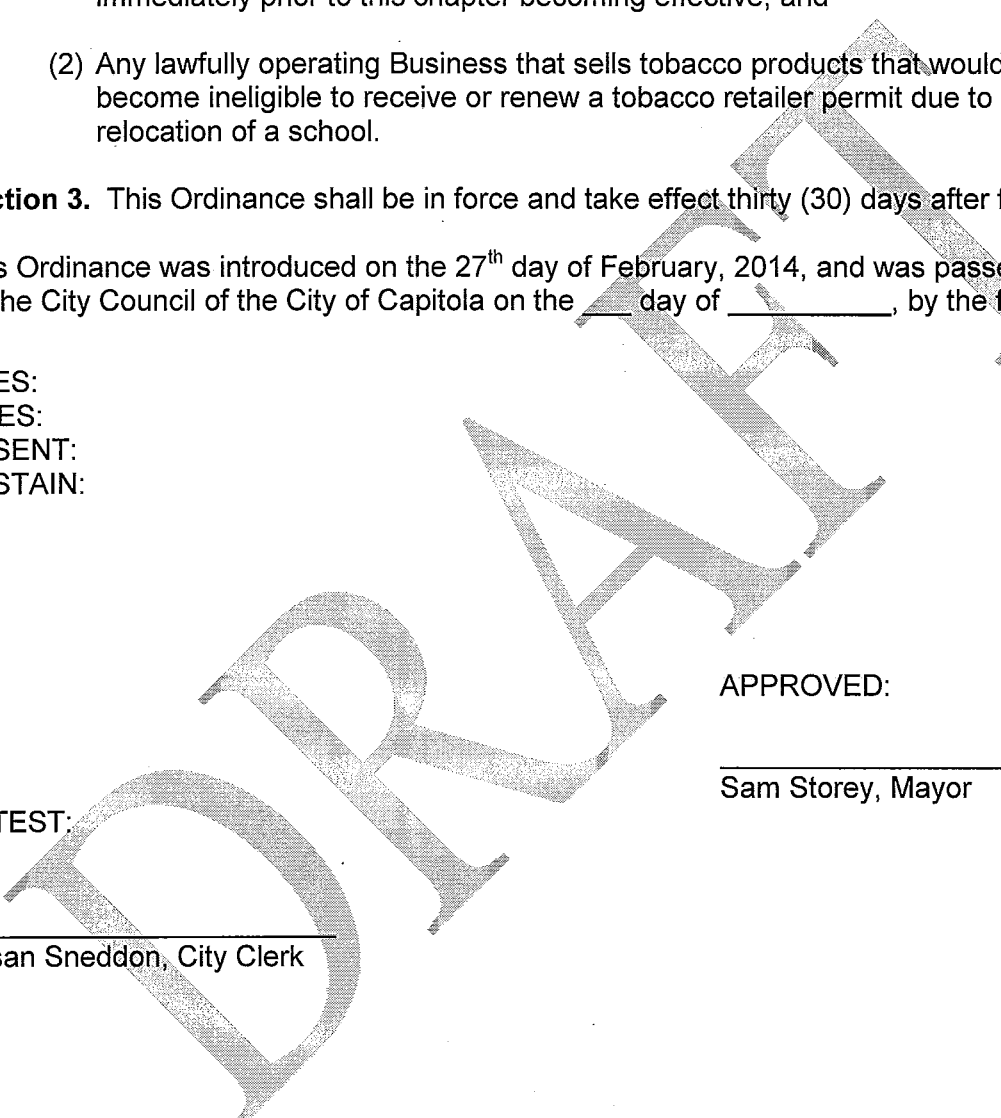 immediately prior to this chapter becoming effective; and
(2) Any lawfully operating Business that sells tobacco products that would
become ineligible to receive or renew a tobacco retailer permit due to
relocation of a school.
ction 3. This Ordinance shall be in force and take effect thirty (30) days after f
s Ordinance was introduced on the 27th day of February, 2014, and was passe
he City Council of the City of Capitola on the ___ day of __________, by the f
ES:
ES:
SENT:
STAIN:
DRAFT
APPROVED:
Sam Storey, Mayor
TEST:
san Sneddon, City Clerk